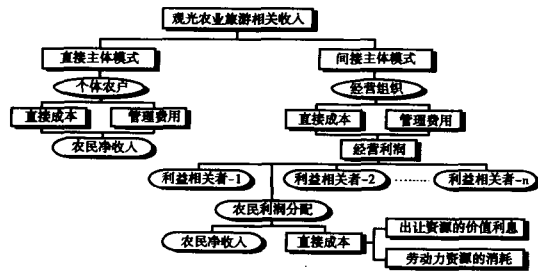 观光农业旅游相关收入
直接主体模式
间接主体模式
个体农户
经营组织
直接成本
管理费用
直接成本
管理费用
农民净收入
经营利润
利益相关者-1
利益相关者-2
利益相关者-n
农民利润分配
农民净收入
直接成本
出让资源的价值利息
劳动力资源的消耗